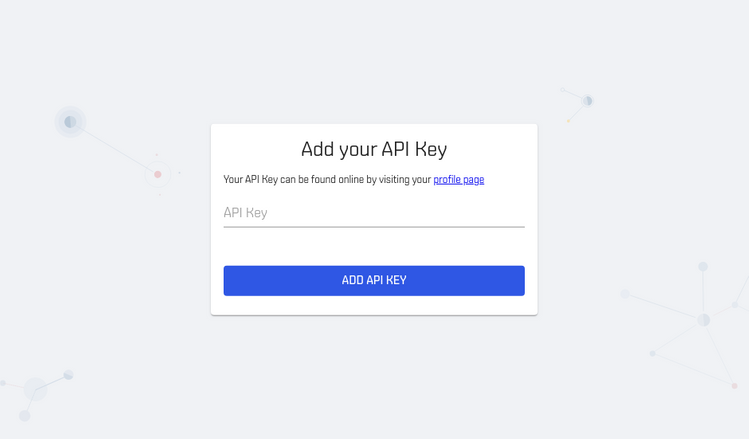 Add your API Key
Your API Key can be found online by visiting your profile page
API Key
ADD API KEY